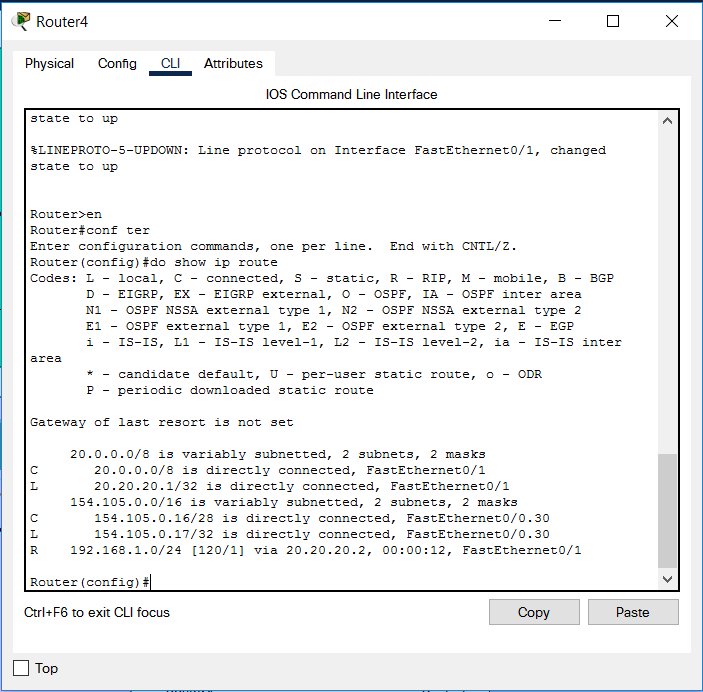 Router4
Physical Config CLI Attributes
IOS Command Line Interface
state to up
%LINEPROTO-5-UPDOWN: Line protocol on Interface FastEthernet0/1, changed
state to up
Router>en
Router#conf ter
Enter configuration commands, one per line.  End with CNTL/Z.
Router(config)#do show ip route
Codes: L - local, C - connected, S - static, R - RIP, M - mobile, B - BGP
       D - EIGRP, EX - EIGRP external, O - OSPF, IA - OSPF inter area
       N1 - OSPF NSSA external type 1, N2 - OSPF NSSA external type 2
       E1 - OSPF external type 1, E2 - OSPF external type 2, E - EGP
       i - IS-IS, L1 - IS-IS level-1, L2 - IS-IS level-2, ia - IS-IS inter
area
       * - candidate default, U - per-user static route, o - ODR
       P - periodic downloaded static route
Gateway of last resort is not set
     20.0.0.0/8 is variably subnetted, 2 subnets, 2 masks
C       20.0.0.0/8 is directly connected, FastEthernet0/1
L       20.20.20.1/32 is directly connected, FastEthernet0/1
     154.105.0.0/16 is variably subnetted, 2 subnets, 2 masks
C       154.105.0.16/28 is directly connected, FastEthernet0/0.30
L       154.105.0.17/32 is directly connected, FastEthernet0/0.30
R    192.168.1.0/24 [120/1] via 20.20.20.2, 00:00:12, FastEthernet0/1
Router(config)#
Ctrl+F6 to exit CLI focus
Copy Paste
Top